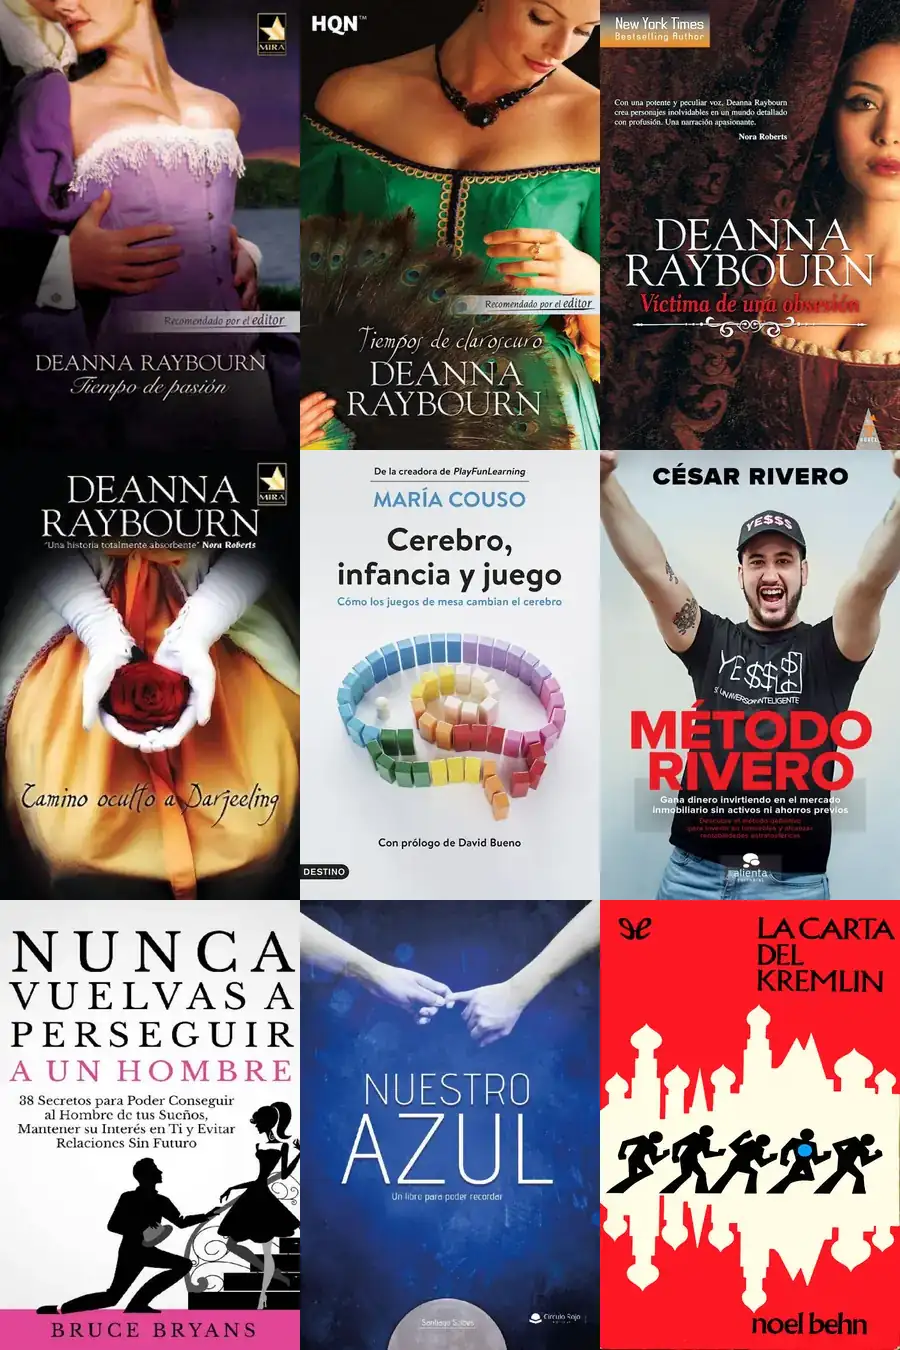 MIRA
Recomendado por el editor
DEANNA RAYBOURN
Tiempo de pasión
HQN™
Recomendado por el editor
Tiempos de claroscuro
DEANNA
RAYBOURN
New York Times
Bestselling Author
Con una potente y peculiar voz, Deanna Raybourn
crea personajes inolvidables en un mundo detallado
con profusión. Una narración apasionante.
Nora Roberts
DEANNA
RAYBOURN
Víctima de una obsesión
DEANNA
RAYBOURN
MIRA
"Una historia totalmente absorbente" Nora Roberts
Camino oculto a Darjeeling
De la creadora de PlayFunLearning
MARÍA COUSO
Cerebro,
infancia y juego
Cómo los juegos de mesa cambian el cerebro
Con prólogo de David Bueno
DESTINO
CÉSAR RIVERO
YE$$$
YE$$$
MÉTODO
RIVERO
Gana dinero invirtiendo en el mercado
inmobiliario sin activos ni ahorros previos
alienta
NUNCA
VUELVAS A
PERSEGUIR
A UN HOMBRE
38 Secretos para Poder Conseguir
al Hombre de tus Sueños,
Mantener su Interés en Ti y Evitar
Relaciones Sin Futuro
BRUCE BRYANS
NUESTRO
AZUL
Un libro para poder recordar
Santiago
Círculo Rojo
LA CARTA
DEL
KREMLIN
noel behn